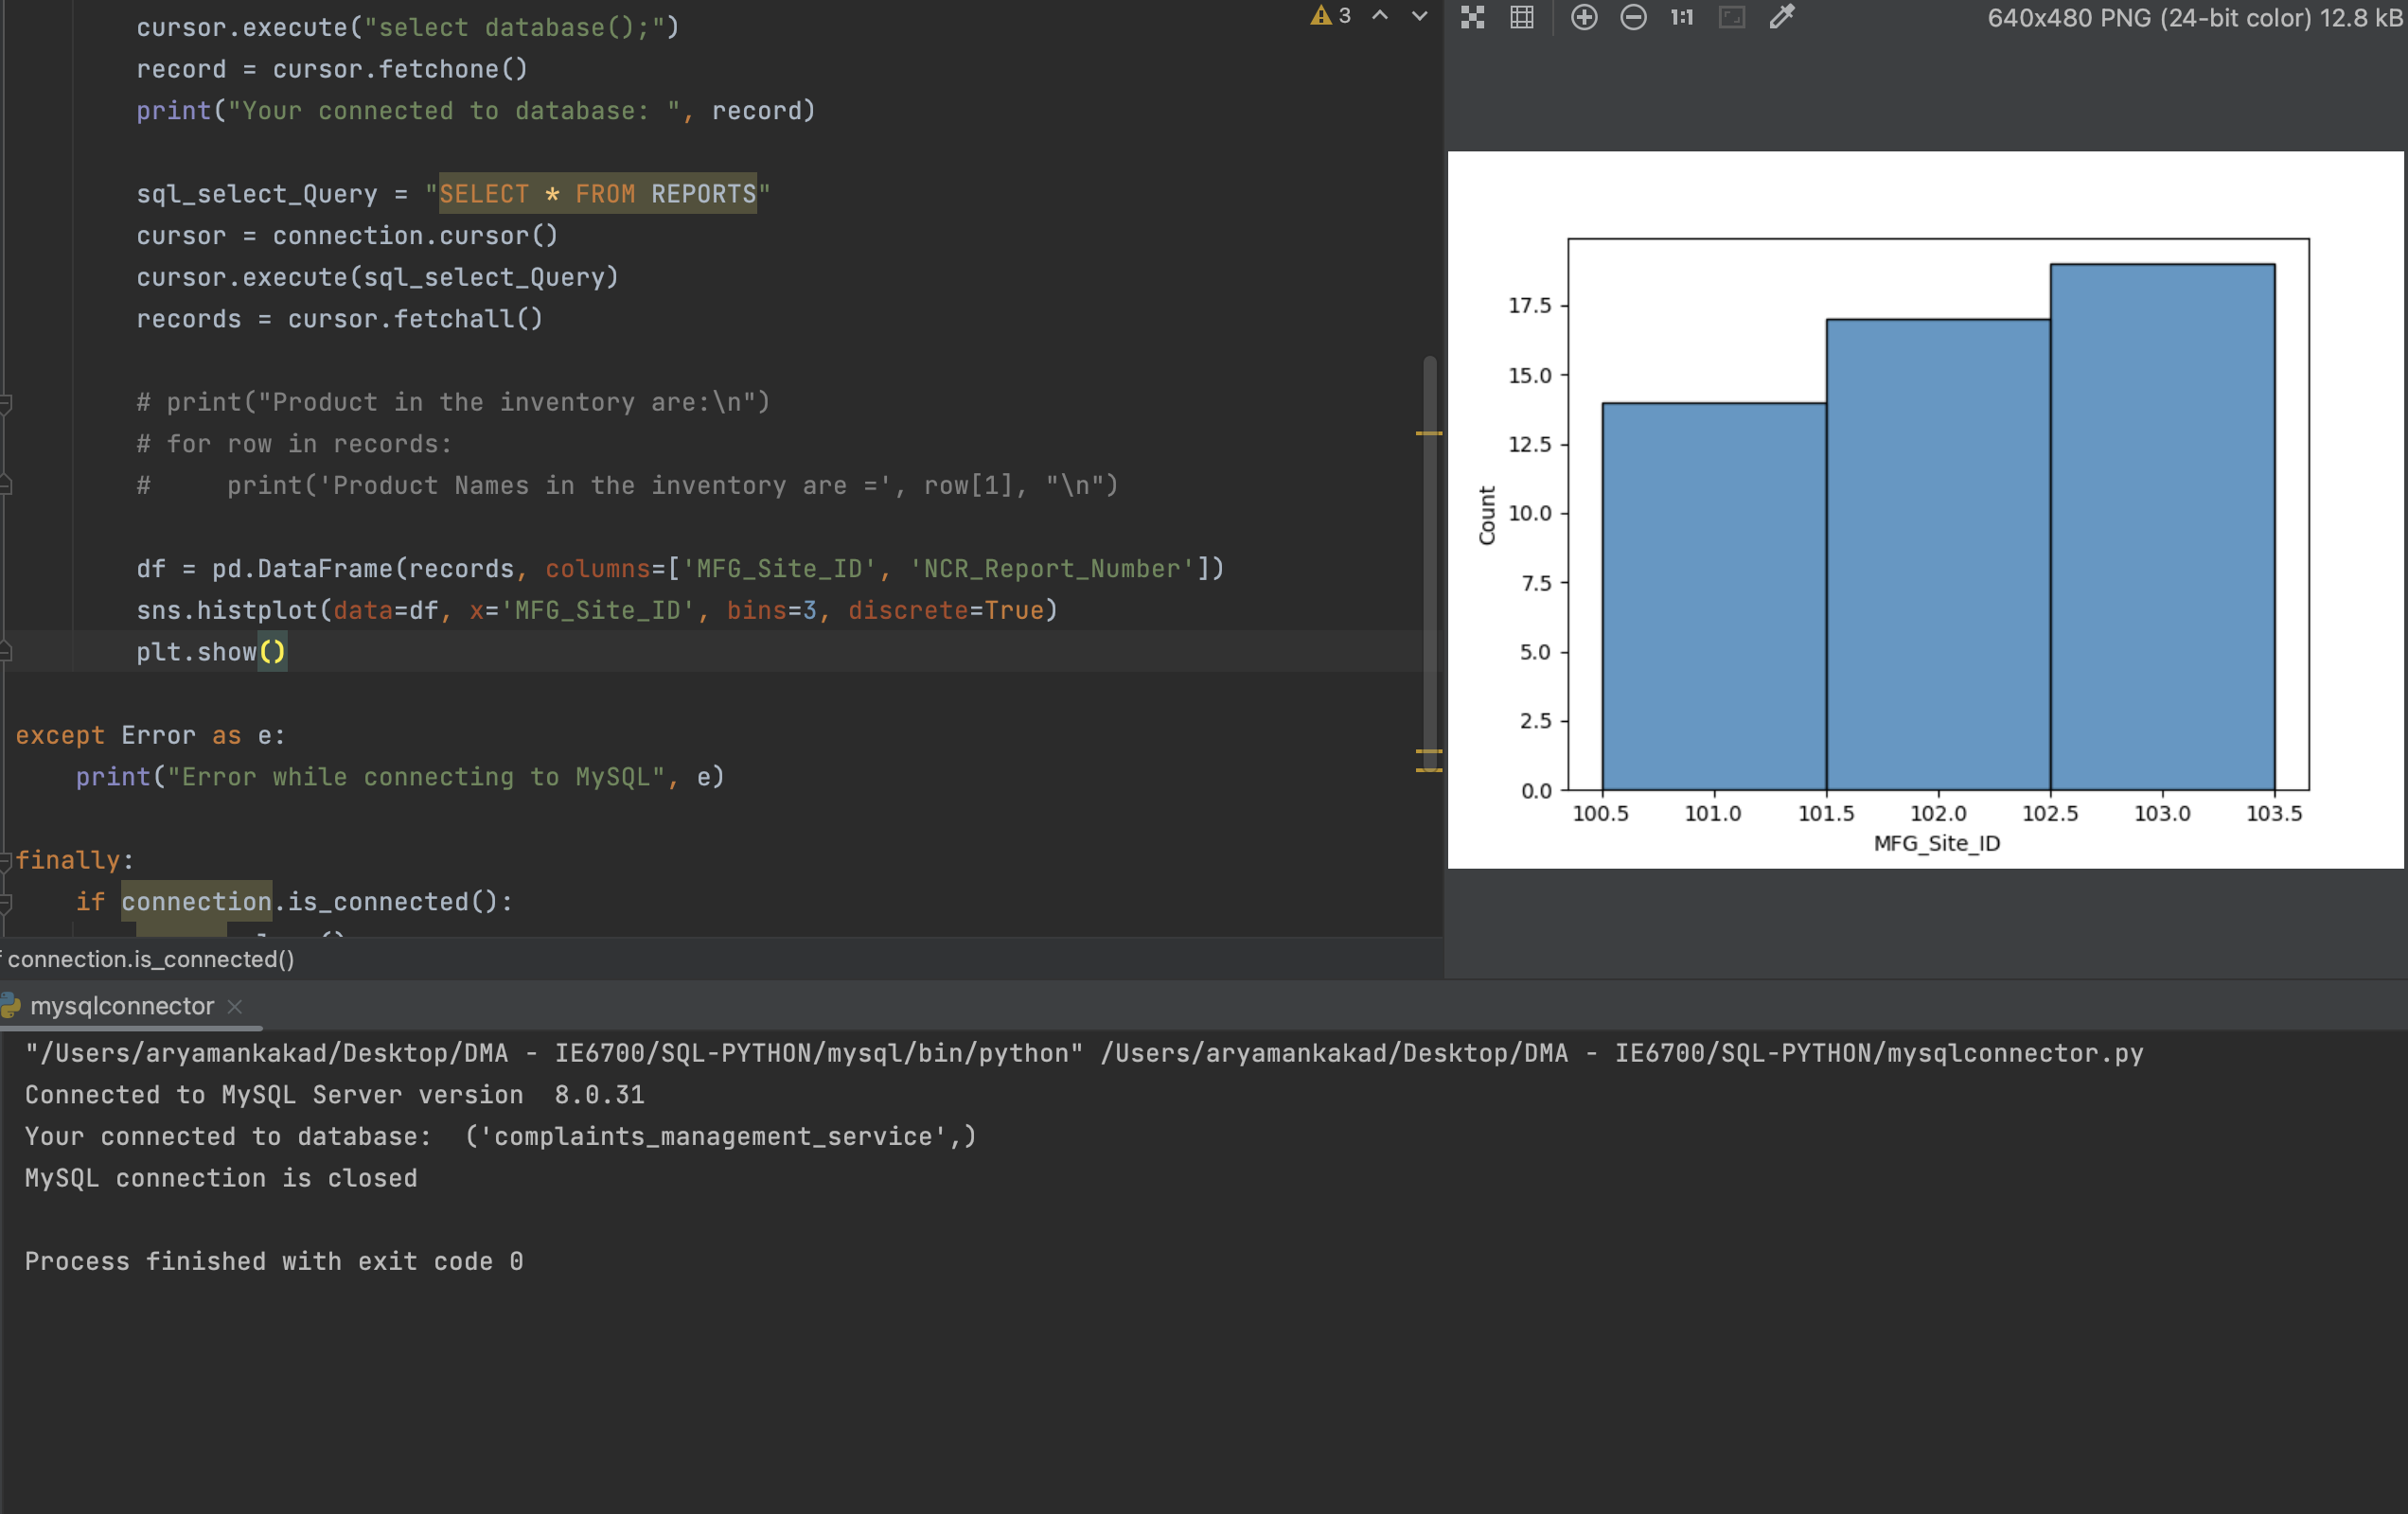 cursor.execute("select database();")
record = cursor.fetchone()
print("Your connected to database: ", record)
sql_select_Query = "SELECT * FROM REPORTS"
cursor = connection.cursor()
cursor.execute(sql_select_Query)
records = cursor.fetchall()
# print("Product in the inventory are:\n")
# for row in records:
#     print('Product Names in the inventory are =', row[1], "\n")
df = pd.DataFrame(records, columns=['MFG_Site_ID', 'NCR_Report_Number'])
sns.histplot(data=df, x='MFG_Site_ID', bins=3, discrete=True)
plt.show()
except Error as e:
print("Error while connecting to MySQL", e)
finally:
if connection.is_connected():
connection.is_connected()
3
1:1
640x480 PNG (24-bit color) 12.8 kB
17.5
15.0
12.5
10.0
7.5
5.0
2.5
0.0
Count
100.5 101.0 101.5 102.0 102.5 103.0 103.5
MFG_Site_ID
mysqlconnector
"/Users/aryamankakad/Desktop/DMA - IE6700/SQL-PYTHON/mysql/bin/python" /Users/aryamankakad/Desktop/DMA - IE6700/SQL-PYTHON/mysqlconnector.py
Connected to MySQL Server version  8.0.31
Your connected to database:  ('complaints_management_service',)
MySQL connection is closed
Process finished with exit code 0